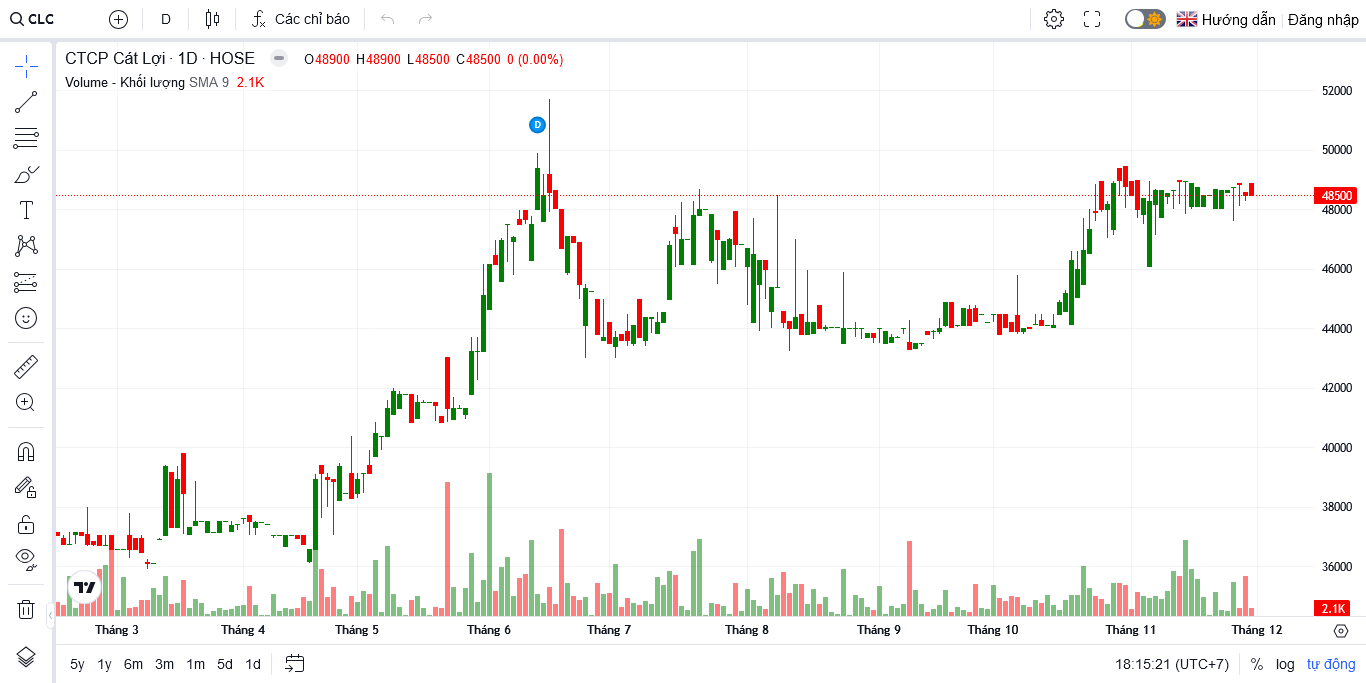 CLC D Các chỉ báo Hướng dẫn Đăng nhập
CTCP Cát Lợi · 1D · HOSE O48900 H48900 L48500 C48500 0 (0.00%)
Volume - Khối lượng SMA 9 2.1K
52000
D
50000
48500
48000
46000
44000
42000
40000
38000
36000
2.1K
Tháng 3 Tháng 4 Tháng 5 Tháng 6 Tháng 7 Tháng 8 Tháng 9 Tháng 10 Tháng 11 Tháng 12
5y 1y 6m 3m 1m 5d 1d 18:15:21 (UTC+7) % log tự động